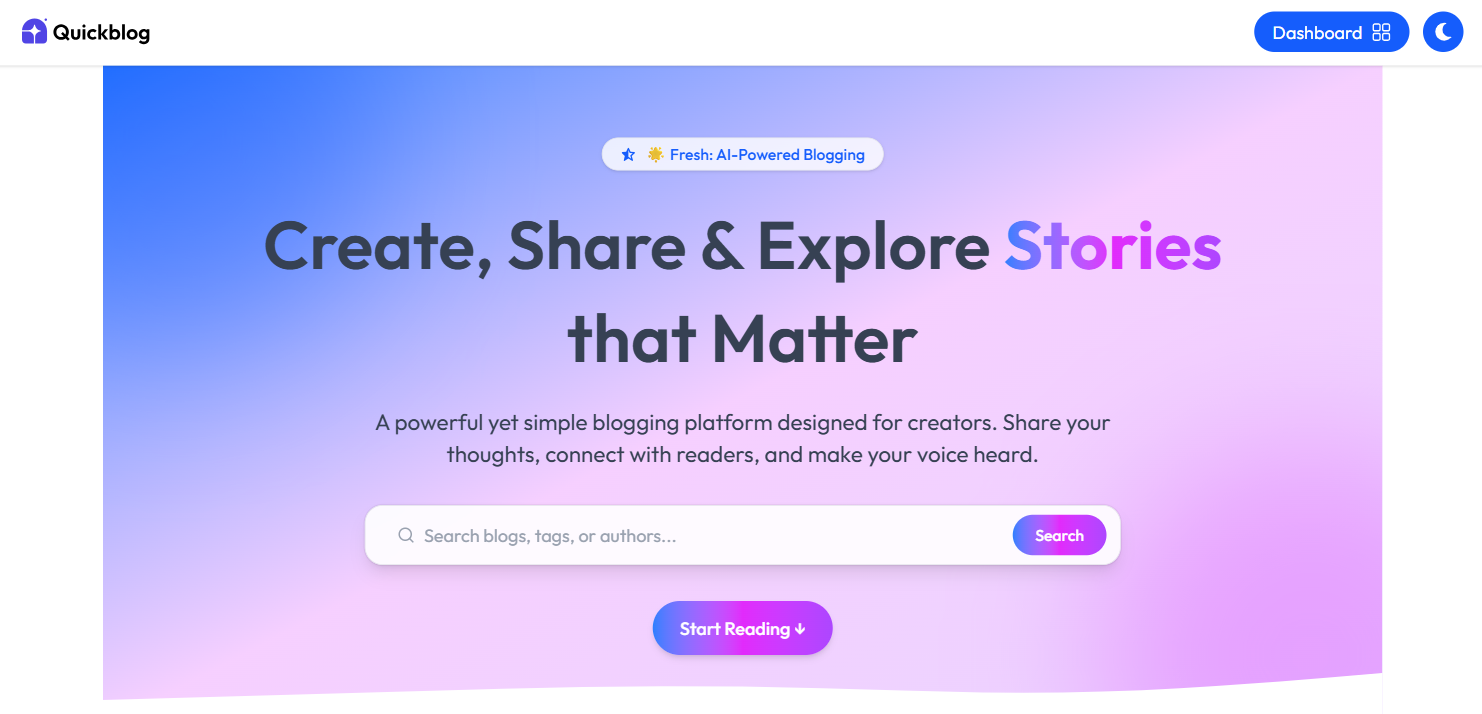 Quickblog
Dashboard
🌟 Fresh: AI-Powered Blogging
Create, Share & Explore Stories
that Matter
A powerful yet simple blogging platform designed for creators. Share your
thoughts, connect with readers, and make your voice heard.
Search blogs, tags, or authors...
Search
Start Reading ↓